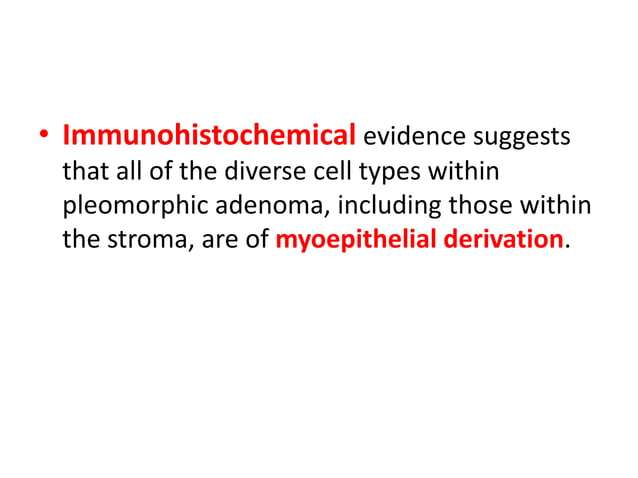 • Immunohistochemical evidence suggests
that all of the diverse cell types within
pleomorphic adenoma, including those within
the stroma, are of myoepithelial derivation.